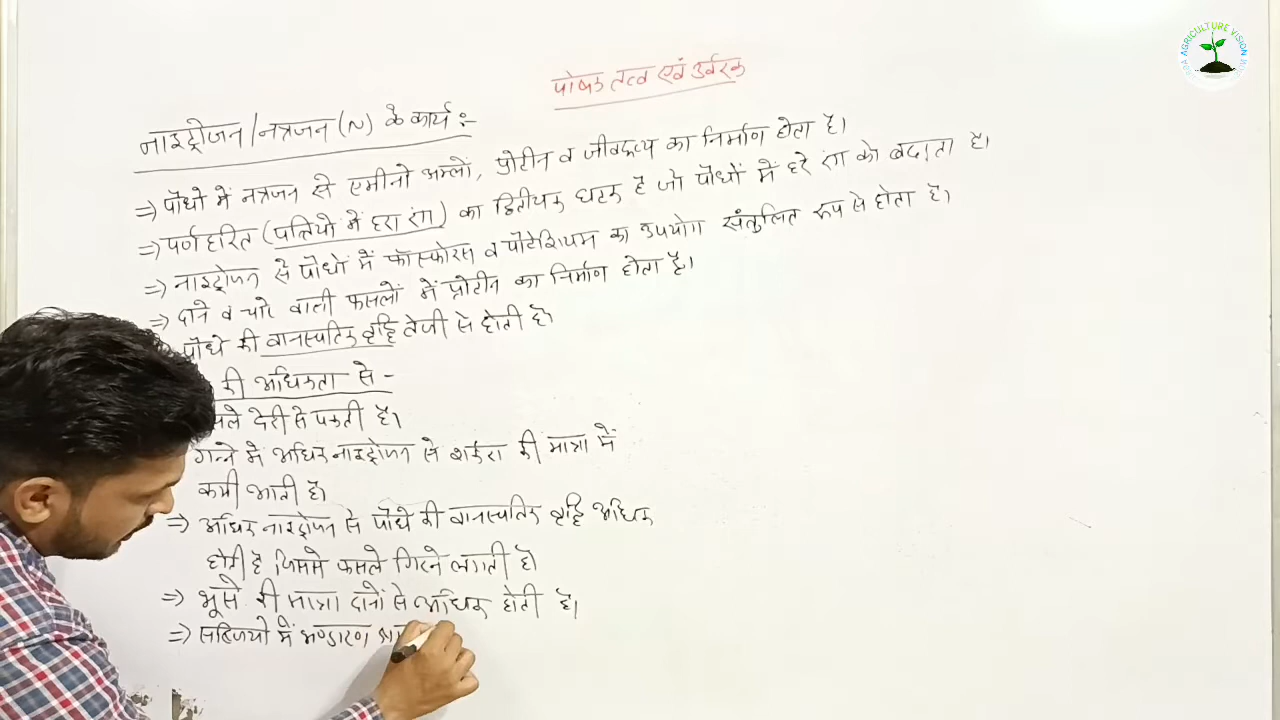 पोषक तत्व एवं उर्वरक
नाइट्रोजन/नत्रजन (N) के कार्य :-
=> पौधो में नत्रजन से एमीनो अम्लों, प्रोटीन व जीवद्रव्य का निर्माण होता है।
=> पर्णहरित (पत्तियो में हरा रंग) का द्वितीयक घटक है जो पौधों में हरे रंग को बढाता है।
=> नाइट्रोजन से पौधों में फॉस्फोरस व पोटेशियम का उपयोग संतुलित रूप से होता है।
=> दाने व चारे वाली फसलों में प्रोटीन का निर्माण होता है।
पौधे की वानस्पतिक वृद्दि तेजी से होती है।
की अधिकता से -
देरी से पकती है।
गन्ने में अधिक नाइट्रोजन से शर्करा की मात्रा में
कमी आती है।
=> अधिक नाइट्रोजन से पौधे की वानस्पतिक वृद्दि अधिक
होती है जिससे फसले गिरने लगती है।
=> भूसे की मात्रा दानों से अधिक होती है।
=> सब्जियो में भण्डारण
AGRICULTURE VISION